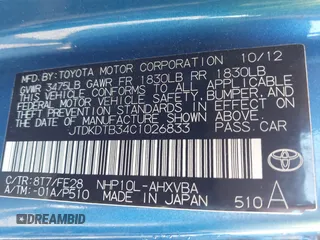 MFD.BY:TOYOTA MOTOR CORPORATION 10/12
GVWR 3475LB GAWR FR 1830LB RR 1830LB
THIS VEHICLE CONFORMS TO ALL APPLICABLE
FEDERAL MOTOR VEHICLE SAFETY, BUMPER,
AND THEFT PREVENTION STANDARDS IN EFFECT ON
THE DATE OF MANUFACTURE SHOWN ABOVE.
JTDKDTB34C1026833 PASS.CAR
C/TR:8T7/FE28 NHP10L-AHXVBA
A/TM:-01A/P510 MADE IN JAPAN 510A
TOYOTA
DREAMBID